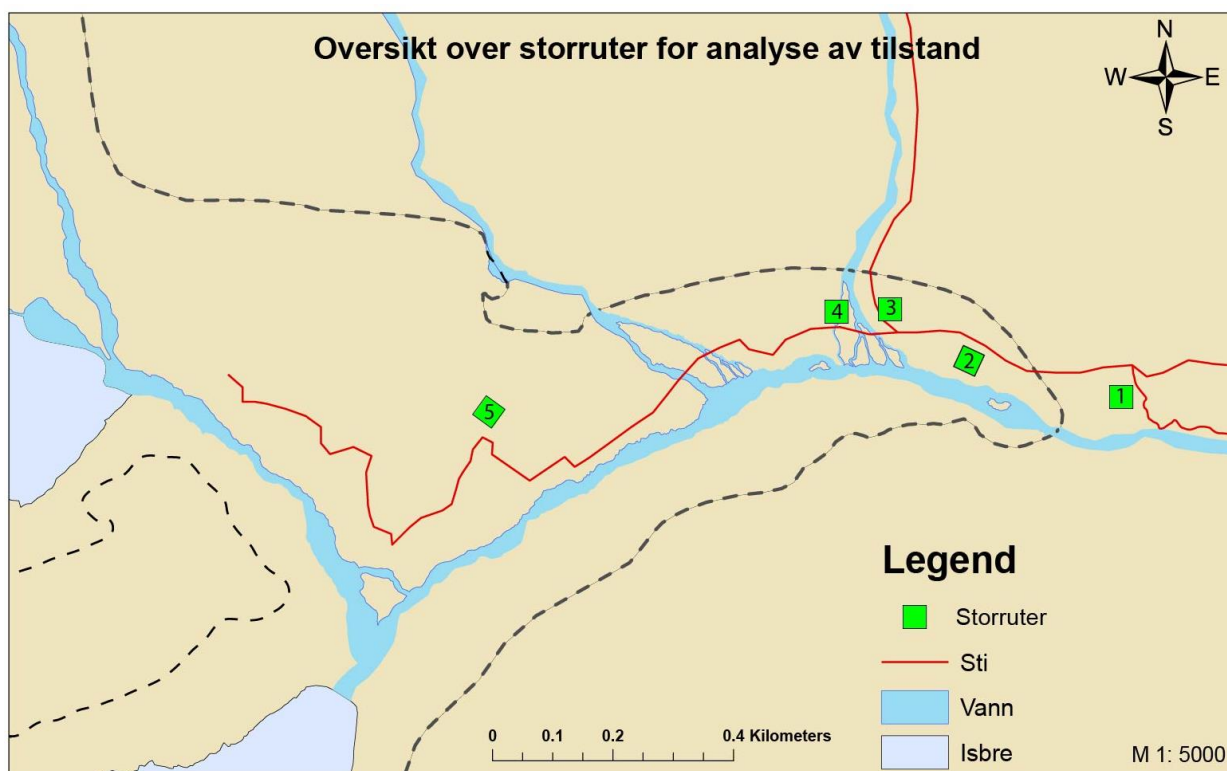 Oversikt over storruter for analyse av tilstand
N
W E
S
4 3
2
1
5
Legend
Storruter
Sti
Vann
Isbre
0 0.1 0.2 0.4 Kilometers
M 1: 5000